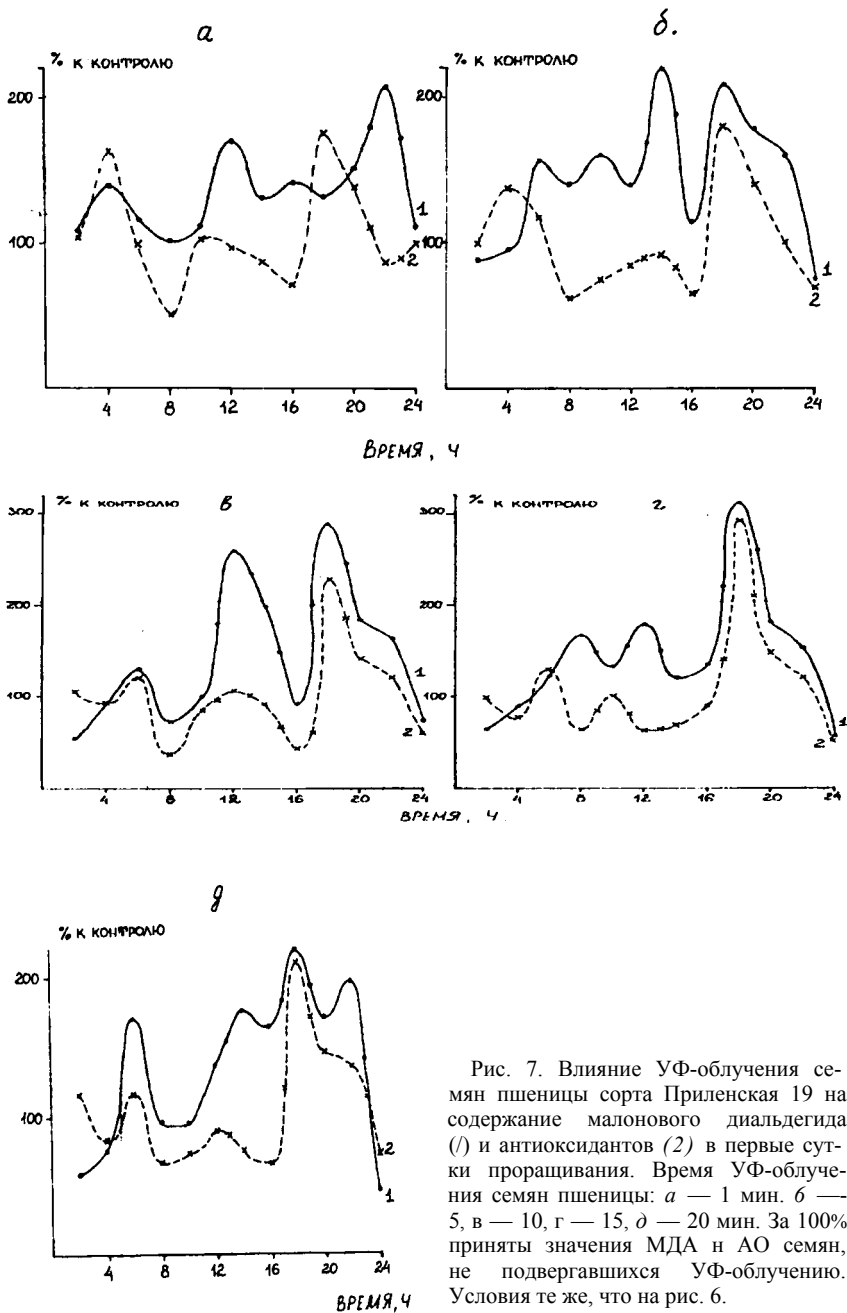 а
б.
% К КОНТРОЛЮ
% К КОНТРОЛЮ
200
200
100
100
1
2
1
2
4 8 12 16 20 24
4 8 12 16 20 24
ВРЕМЯ, Ч
% К КОНТРОЛЮ в
% К КОНТРОЛЮ г
300
300
200
200
100
100
1
2
1
2
4 8 12 16 20 24
4 8 12 16 20 24
ВРЕМЯ, Ч
ВРЕМЯ, Ч
д
% К КОНТРОЛЮ
200
100
2
1
4 8 12 16 20 24
ВРЕМЯ, Ч
Рис. 7. Влияние УФ-облучения се-
мян пшеницы сорта Приленская 19 на
содержание малонового диальдегида
(/) и антиоксидантов (2) в первые сут-
ки проращивания. Время УФ-облуче-
ния семян пшеницы: а — 1 мин. б —-
5, в — 10, г — 15, д — 20 мин. За 100%
приняты значения МДА н АО семян,
не подвергавшихся УФ-облучению.
Условия те же, что на рис. 6.